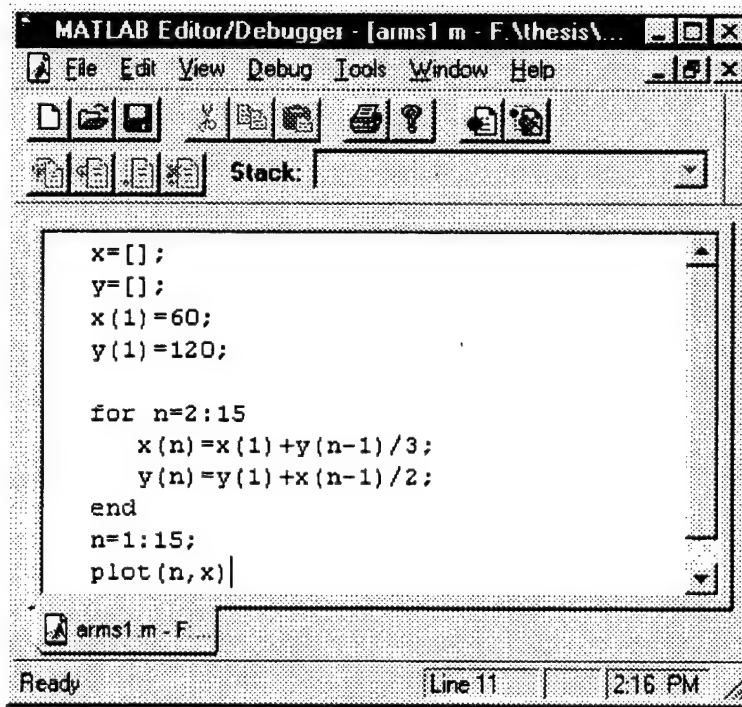 MATLAB Editor/Debugger - [arms1 m - F:\thesis\...
File Edit View Debug Tools Window Help
Stack:
x=[];
y=[];
x(1)=60;
y(1)=120;
for n=2:15
x(n)=x(1)+y(n-1)/3;
y(n)=y(1)+x(n-1)/2;
end
n=1:15;
plot(n,x)
arms1 m - F:...
Ready Line 11 2:16 PM